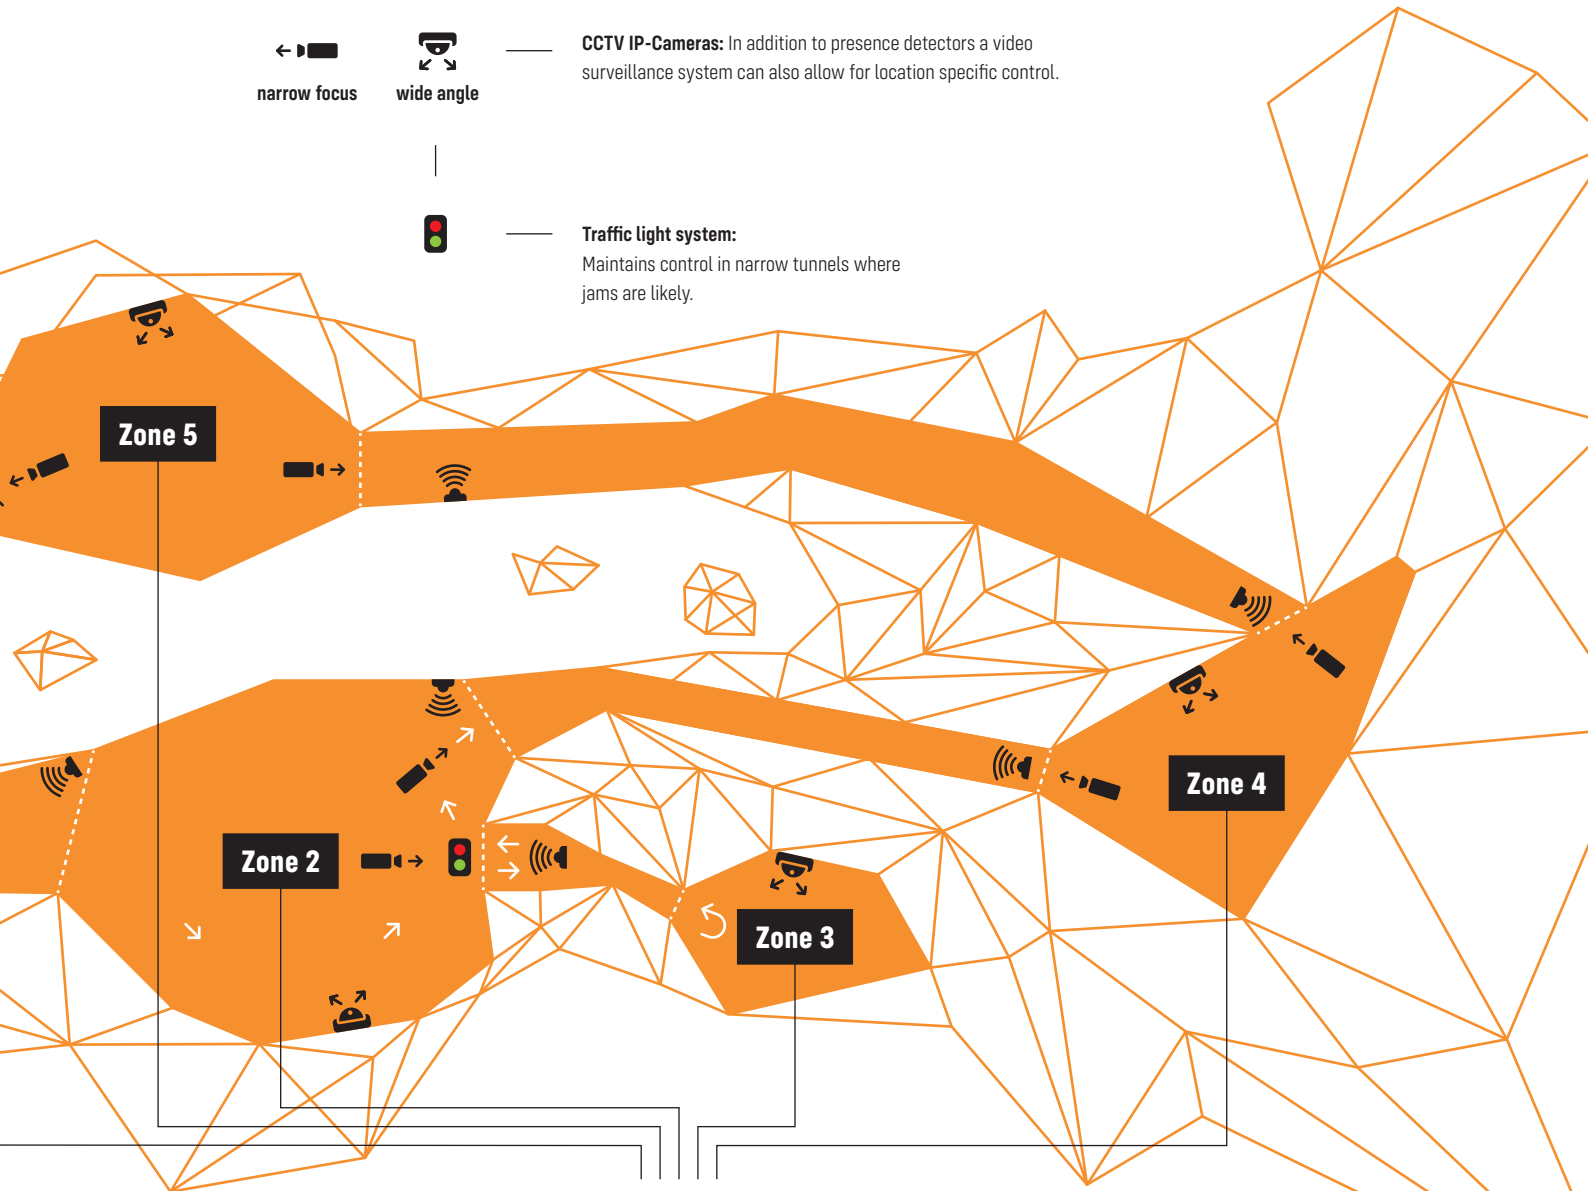 CCTV IP-Cameras: In addition to presence detectors a video
surveillance system can also allow for location specific control.
narrow focus
wide angle
Traffic light system:
Maintains control in narrow tunnels where
jams are likely.
Zone 5
Zone 4
Zone 2
Zone 3